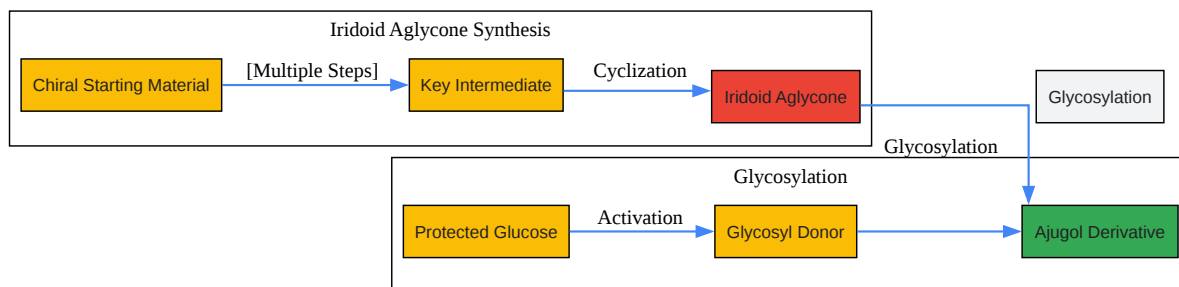 Iridoid Aglycone Synthesis
Chiral Starting Material
[Multiple Steps]
Key Intermediate
Cyclization
Iridoid Aglycone
Glycosylation
Glycosylation
Glycosylation
Protected Glucose
Activation
Glycosyl Donor
Ajugol Derivative